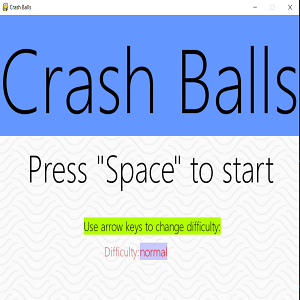 Crash Balls
Crash Balls
Press "Space" to start
Use arrow keys to change difficulty:
Difficulty:normal